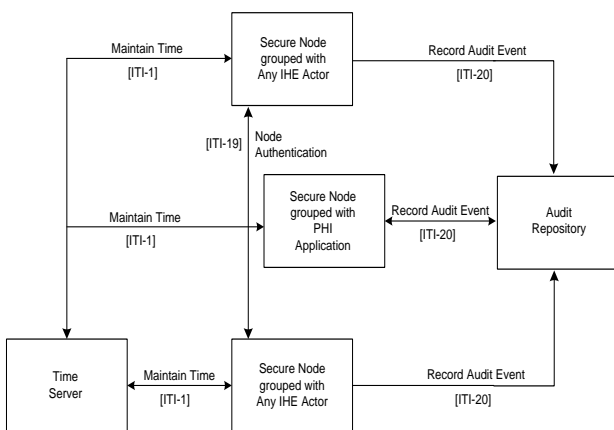 Maintain Time
[ITI-1]
Secure Node
grouped with
Any IHE Actor
Record Audit Event
[ITI-20]
[ITI-19]
Node
Authentication
Maintain Time
[ITI-1]
Secure Node
grouped with
PHI
Application
Record Audit Event
[ITI-20]
Audit
Repository
Time
Server
Maintain Time
[ITI-1]
Secure Node
grouped with
Any IHE Actor
Record Audit Event
[ITI-20]